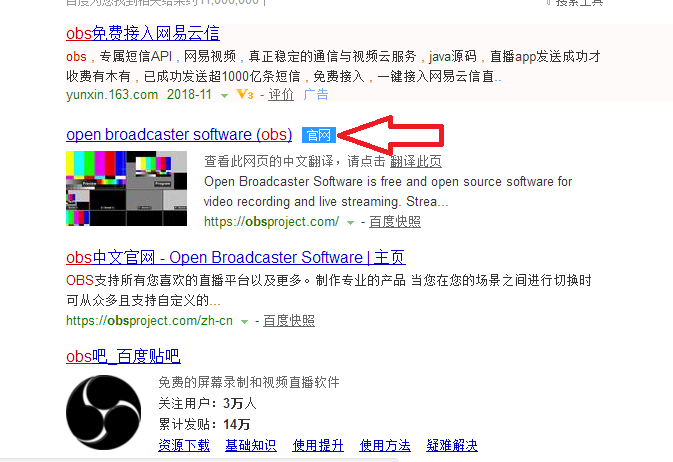 百度为您找到相关结果约11,000,000个
搜索工具
obs免费接入网易云信
obs，专属短信API，网易视频，真正稳定的通信与视频云服务，java源码，直播app发送成功才
收费有木有，已成功发送超1000亿条短信，免费接入，一键接入网易云信直..
yunxin.163.com 2018-11 V3 - 评价 广告
open broadcaster software (obs) 官网
查看此网页的中文翻译，请点击 翻译此页
Preview Program
Open Broadcaster Software is free and open source software for
video recording and live streaming. Strea...
https://obsproject.com/ - 百度快照
obs中文官网 - Open Broadcaster Software | 主页
OBS支持所有您喜欢的直播平台以及更多。制作专业的产品 当您在您的场景之间进行切换时
可从众多且支持自定义的...
https://obsproject.com/zh-cn - 百度快照
obs吧_百度贴吧
免费的屏幕录制和视频直播软件
关注用户：3万人
累计发贴：14万
资源下载 基础知识 使用提升 使用方法 疑难解决